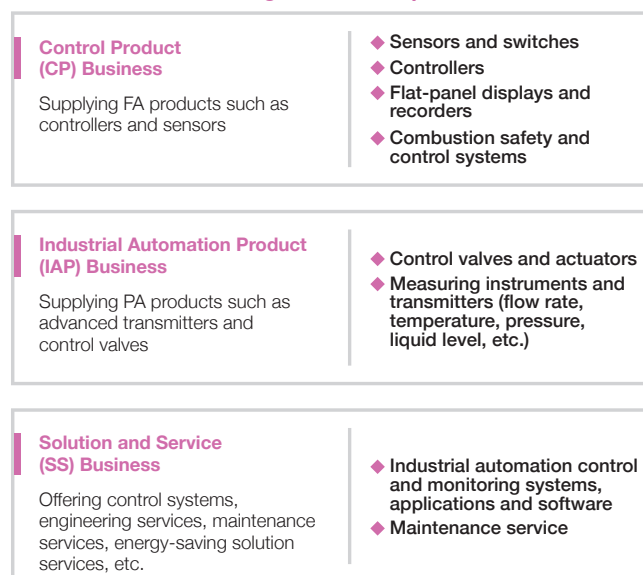 Control Product
(CP) Business
Supplying FA products such as
controllers and sensors
◆ Sensors and switches
◆ Controllers
◆ Flat-panel displays and
recorders
◆ Combustion safety and
control systems
Industrial Automation Product
(IAP) Business
Supplying PA products such as
advanced transmitters and
control valves
◆ Control valves and actuators
◆ Measuring instruments and
transmitters (flow rate,
temperature, pressure,
liquid level, etc.)
Solution and Service
(SS) Business
Offering control systems,
engineering services, maintenance
services, energy-saving solution
services, etc.
◆ Industrial automation control
and monitoring systems,
applications and software
◆ Maintenance service